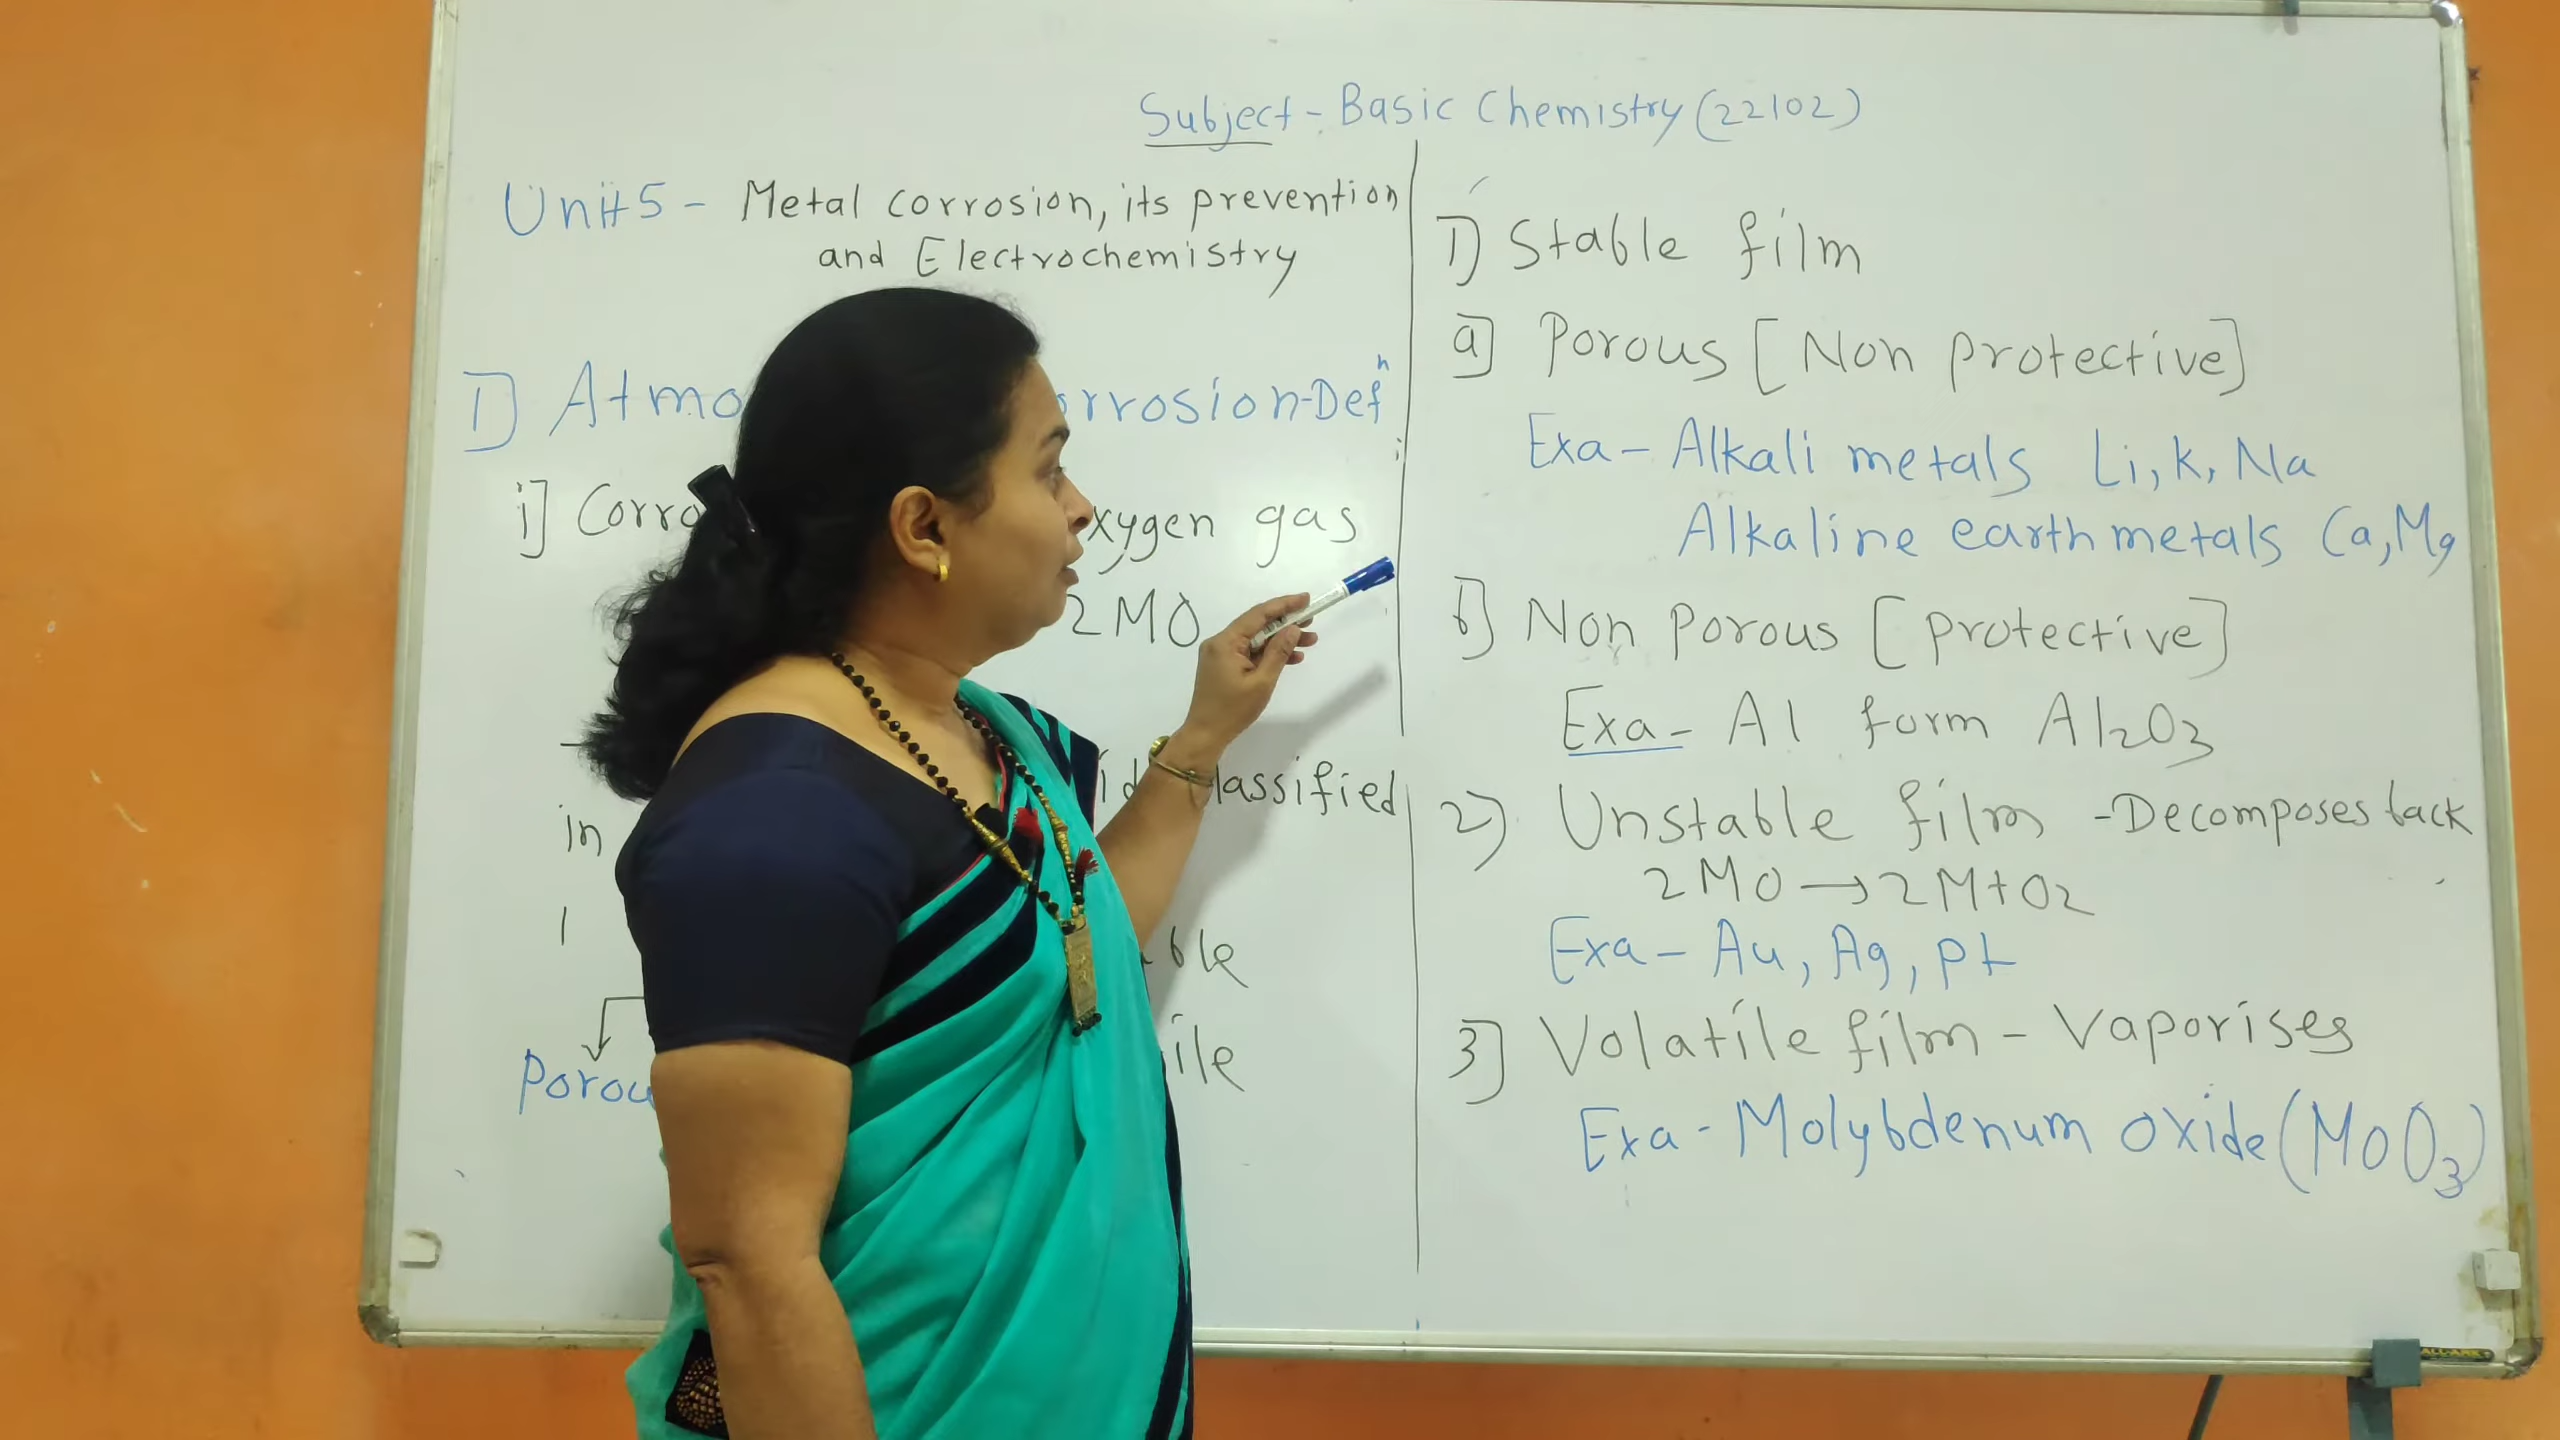 Subject - Basic Chemistry (22102)
Unit 5 - Metal corrosion, its prevention
and Electrochemistry
I) Atmo rrosion-Defⁿ
i] Corro xygen gas
2MO
lassified
in
ble
ile
Porou
1) Stable film
a] Porous [Non protective]
Exa - Alkali metals Li, K, Na
Alkaline earth metals Ca, Mg
b] Non Porous [protective]
Exa - Al form Al2O3
2) Unstable film - Decomposes back
2MO → 2M+O2
Exa - Au, Ag, pt
3] Volatile film - Vaporises
Exa - Molybdenum oxide (MoO3)